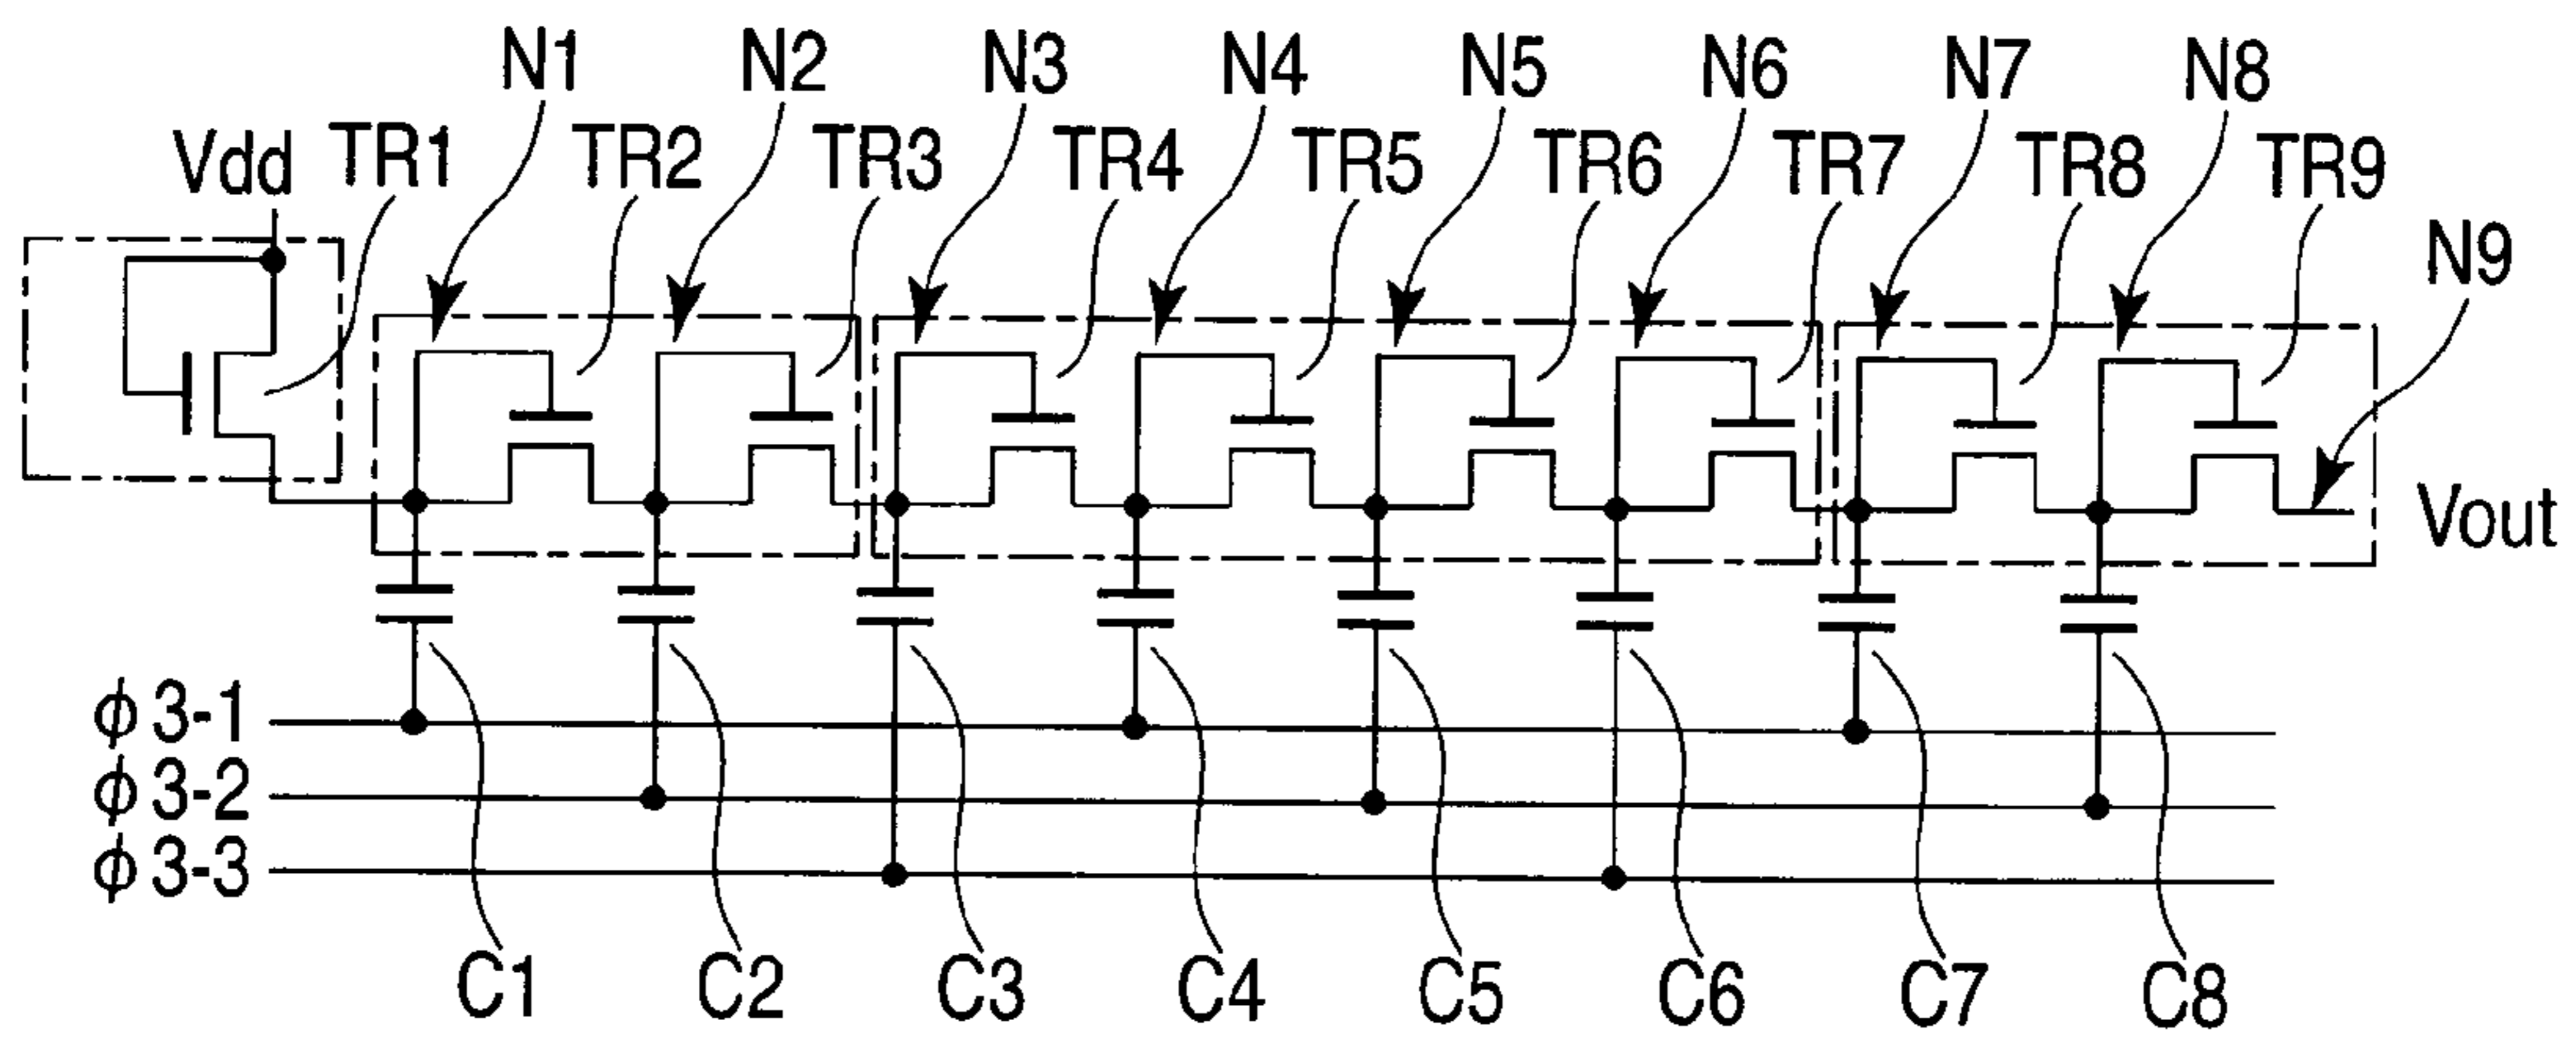 N1 N2 N3 N4 N5 N6 N7 N8
Vdd TR1 TR2 TR3 TR4 TR5 TR6 TR7 TR8 TR9
N9
Vout
ϕ3-1
ϕ3-2
ϕ3-3
C1 C2 C3 C4 C5 C6 C7 C8